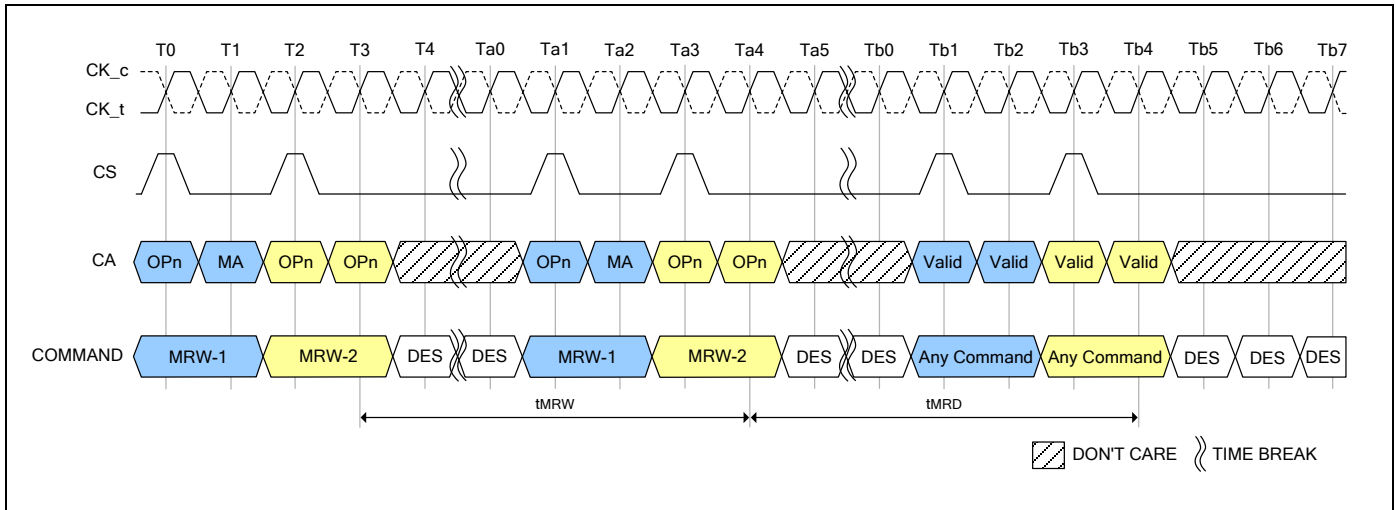 T0 T1 T2 T3 T4 Ta0 Ta1 Ta2 Ta3 Ta4 Ta5 Tb0 Tb1 Tb2 Tb3 Tb4 Tb5 Tb6 Tb7
CK_c
CK_t
CS
CA OPn MA OPn OPn OPn MA OPn OPn Valid Valid Valid Valid
COMMAND MRW-1 MRW-2 DES DES MRW-1 MRW-2 DES DES Any Command Any Command DES DES DES
tMRW tMRD
DON'T CARE TIME BREAK